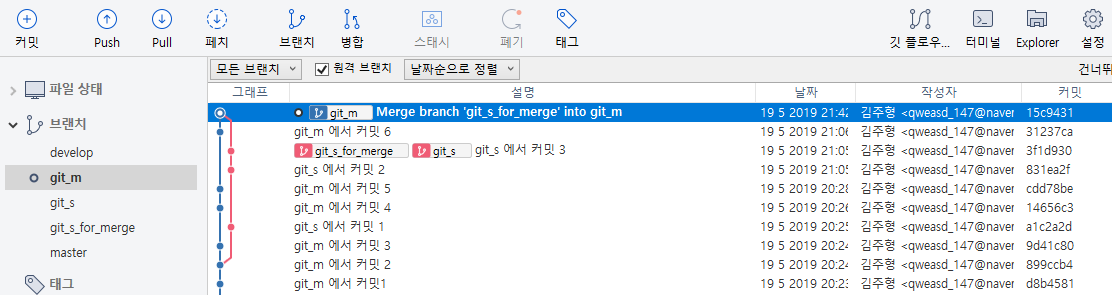 커밋 Push Pull 페치 브랜치 병합 스태시 폐기 태그 깃 플로우... 터미널 Explorer 설정
모든 브랜치 원격 브랜치 날짜순으로 정렬 건너뛰
파일 상태
브랜치
develop
git_m
git_s
git_s_for_merge
master
태그
그래프 설명 날짜 작성자 커밋
git_m Merge branch 'git_s_for_merge' into git_m 19 5 2019 21:42 김주형 <qweasd_147@naver 15c9431
git_m 에서 커밋 6 19 5 2019 21:06 김주형 <qweasd_147@naver 31237ca
git_s_for_merge git_s git_s 에서 커밋 3 19 5 2019 21:05 김주형 <qweasd_147@naver 3f1d930
git_s 에서 커밋 2 19 5 2019 21:05 김주형 <qweasd_147@naver 831ea2f
git_m 에서 커밋 5 19 5 2019 20:28 김주형 <qweasd_147@naver cdd78be
git_m 에서 커밋 4 19 5 2019 20:26 김주형 <qweasd_147@naver 14656c3
git_s 에서 커밋 1 19 5 2019 20:25 김주형 <qweasd_147@naver a1c2a2d
git_m 에서 커밋 3 19 5 2019 20:24 김주형 <qweasd_147@naver 9d41c80
git_m 에서 커밋 2 19 5 2019 20:24 김주형 <qweasd_147@naver 899ccb4
git_m 에서 커밋1 19 5 2019 20:23 김주형 <qweasd_147@naver d8b4581